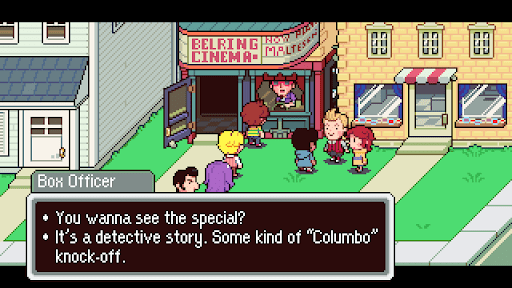 BELRING
CINEMA
NOW
MALTESE
Box Officer
• You wanna see the special?
• It's a detective story. Some kind of "Columbo"
knock-off.